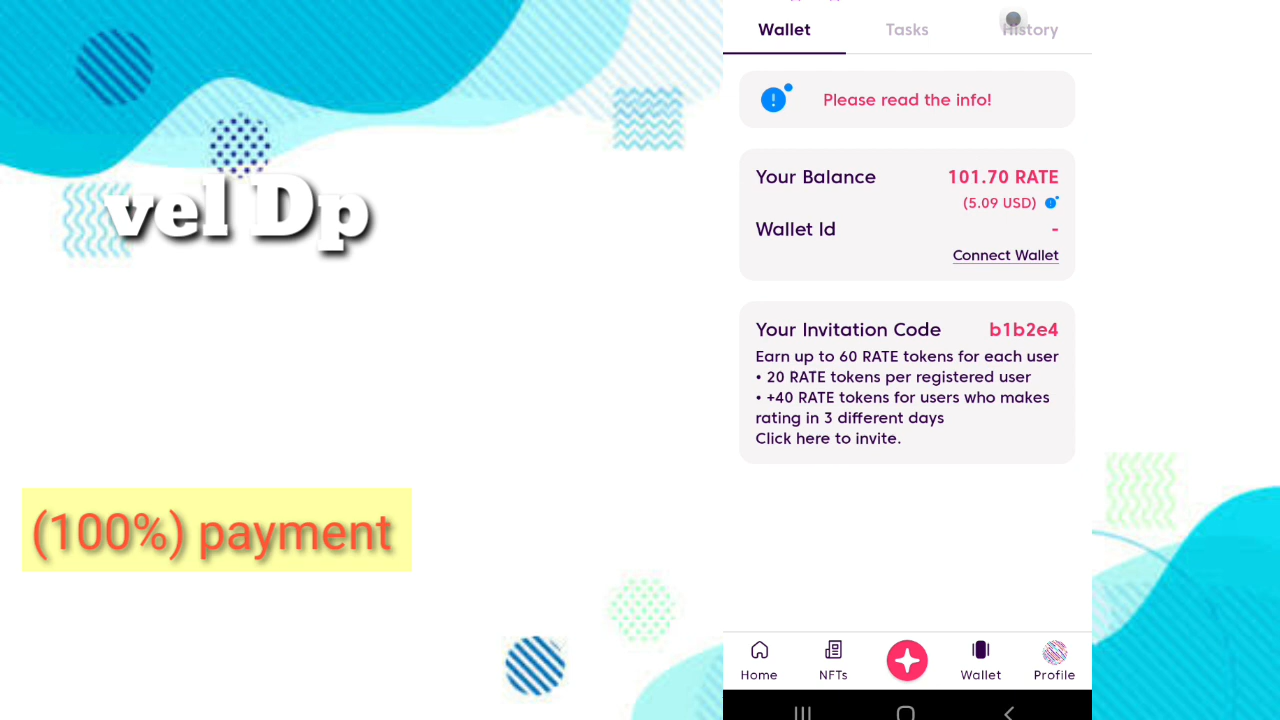 vel Dp
(100%) payment
Wallet
Tasks
History
Please read the info!
Your Balance
101.70 RATE
(5.09 USD)
Wallet Id
-
Connect Wallet
Your Invitation Code
b1b2e4
Earn up to 60 RATE tokens for each user
• 20 RATE tokens per registered user
• +40 RATE tokens for users who makes
rating in 3 different days
Click here to invite.
Home
NFTs
Wallet
Profile